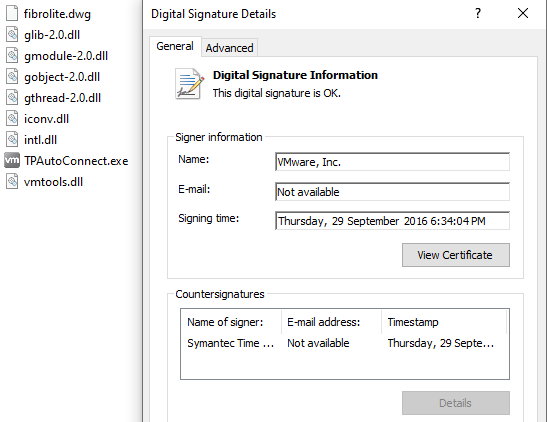 fibrolite.dwg
glib-2.0.dll
gmodule-2.0.dll
gobject-2.0.dll
gthread-2.0.dll
iconv.dll
intl.dll
vm TPAutoConnect.exe
vmtools.dll
Digital Signature Details
General Advanced
Digital Signature Information
This digital signature is OK.
Signer information
Name: VMware, Inc.
E-mail: Not available
Signing time: Thursday, 29 September 2016 6:34:04 PM
View Certificate
Countersignatures
Name of signer: E-mail address: Timestamp
Symantec Time ... Not available Thursday, 29 Septe...
Details